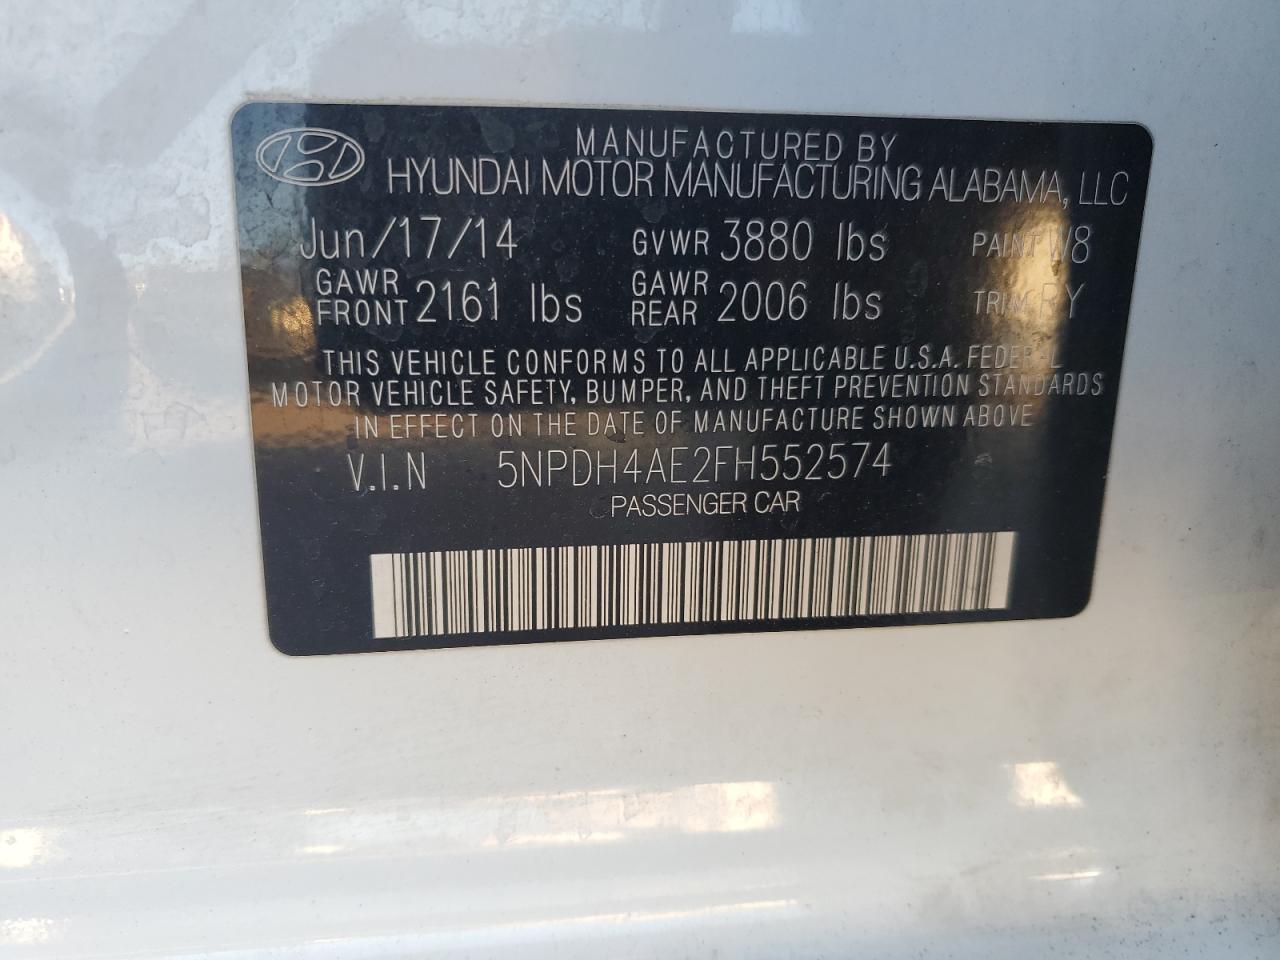 MANUFACTURED BY
HYUNDAI MOTOR MANUFACTURING ALABAMA, LLC
Jun/17/14 GVWR 3880 lbs PAINT W8
GAWR FRONT 2161 lbs GAWR REAR 2006 lbs TRIM RY
THIS VEHICLE CONFORMS TO ALL APPLICABLE U.S.A. FEDERAL
MOTOR VEHICLE SAFETY, BUMPER, AND THEFT PREVENTION STANDARDS
IN EFFECT ON THE DATE OF MANUFACTURE SHOWN ABOVE
V.I.N 5NPDH4AE2FH552574
PASSENGER CAR